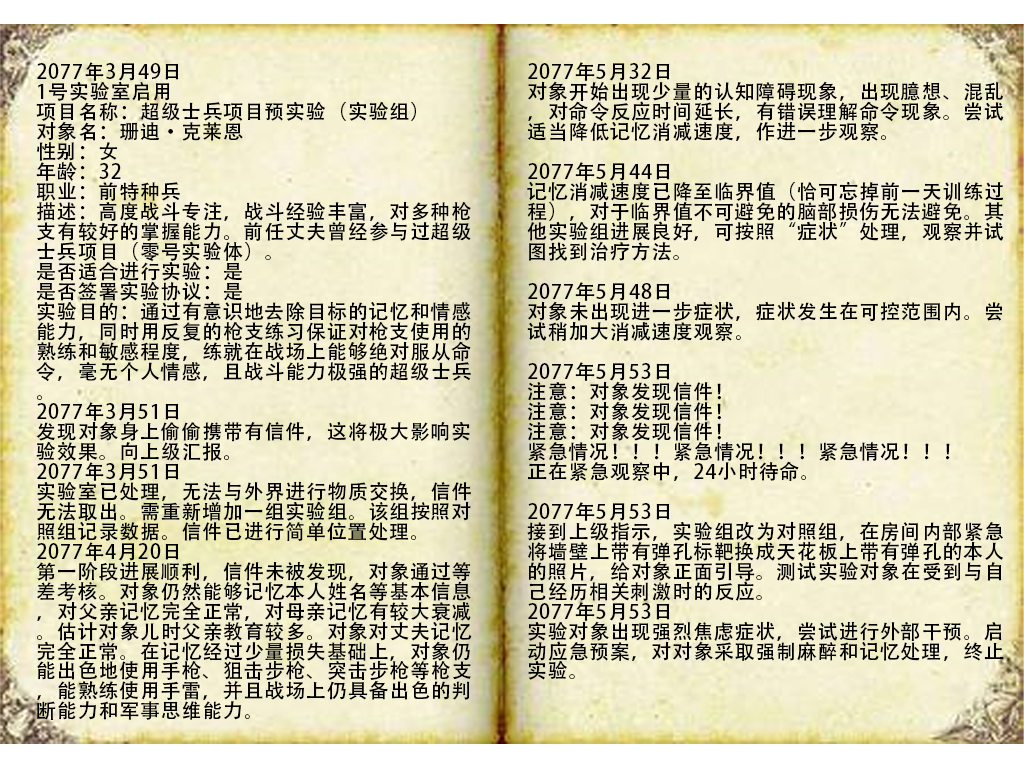 2077年3月49日
1号实验室启用
项目名称：超级士兵项目预实验（实验组）
对象名：珊迪·克莱恩
性别：女
年龄：32
职业：前特种兵
描述：高度战斗专注，战斗经验丰富，对多种枪
支有较好的掌握能力。前任丈夫曾经参与过超级
士兵项目（零号实验体）。
是否适合进行实验：是
是否签署实验协议：是
实验目的：通过有意识地去除目标的记忆和情感
能力，同时用反复的枪支练习保证对枪支使用的
熟练和敏感程度，练就在战场上能够绝对服从命
令，毫无个人情感，且战斗能力极强的超级士兵
。
2077年3月51日
发现对象身上偷偷携带有信件，这将极大影响实
验效果。向上级汇报。
2077年3月51日
实验室已处理，无法与外界进行物质交换，信件
无法取出。需重新增加一组实验组。该组按照对
照组记录数据。信件已进行简单位置处理。
2077年4月20日
第一阶段进展顺利，信件未被发现，对象通过等
差考核。对象仍然能够记忆本人姓名等基本信息
，对父亲记忆完全正常，对母亲记忆有较大衰减
。估计对象儿时父亲教育较多。对象对丈夫记忆
完全正常。在记忆经过少量损失基础上，对象仍
能出色地使用手枪、狙击步枪、突击步枪等枪支
，能熟练使用手雷，并且战场上仍具备出色的判
断能力和军事思维能力。
2077年5月32日
对象开始出现少量的认知障碍现象，出现臆想、混乱
，对命令反应时间延长，有错误理解命令现象。尝试
适当降低记忆消减速度，作进一步观察。
2077年5月44日
记忆消减速度已降至临界值（恰可忘掉前一天训练过
程），对于临界值不可避免的脑部损伤无法避免。其
他实验组进展良好，可按照“症状”处理，观察并试
图找到治疗方法。
2077年5月48日
对象未出现进一步症状，症状发生在可控范围内。尝
试稍加大消减速度观察。
2077年5月53日
注意：对象发现信件！
注意：对象发现信件！
注意：对象发现信件！
紧急情况！！！紧急情况！！！紧急情况！！！
正在紧急观察中，24小时待命。
2077年5月53日
接到上级指示，实验组改为对照组，在房间内部紧急
将墙壁上带有弹孔标靶换成天花板上带有弹孔的本人
的照片，给对象正面引导。测试实验对象在受到与自
己经历相关刺激时的反应。
2077年5月53日
实验对象出现强烈焦虑症状，尝试进行外部干预。启
动应急预案，对对象采取强制麻醉和记忆处理，终止
实验。